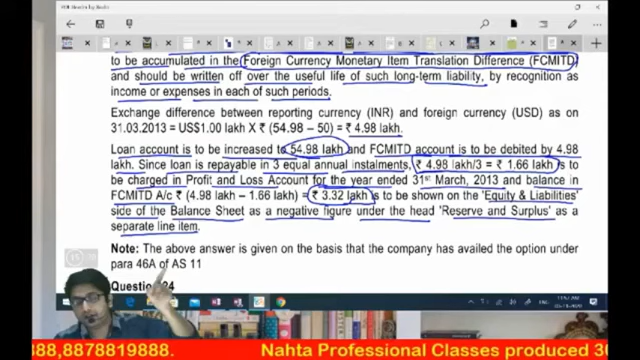 to be accumulated in the Foreign Currency Monetary Item Translation Difference (FCMITD)
and should be written off over the useful life of such long-term liability, by recognition as
income or expenses in each of such periods.
Exchange difference between reporting currency (INR) and foreign currency (USD) as on
31.03.2013 = US$1.00 lakh X ₹ (54.98 – 50) = ₹ 4.98 lakh.
Loan account is to be increased to 54.98 lakh and FCMITD account is to be debited by 4.98
lakh. Since loan is repayable in 3 equal annual instalments, ₹ 4.98 lakh/3 = ₹ 1.66 lakh is to
be charged in Profit and Loss Account for the year ended 31st March, 2013 and balance in
FCMITD A/c ₹ (4.98 lakh – 1.66 lakh) = ₹ 3.32 lakh is to be shown on the 'Equity & Liabilities'
side of the Balance Sheet as a negative figure under the head 'Reserve and Surplus' as a
separate line item.
Note: The above answer is given on the basis that the company has availed the option under
para 46A of AS 11
888,8878819888. Nahta Professional Classes produced 30